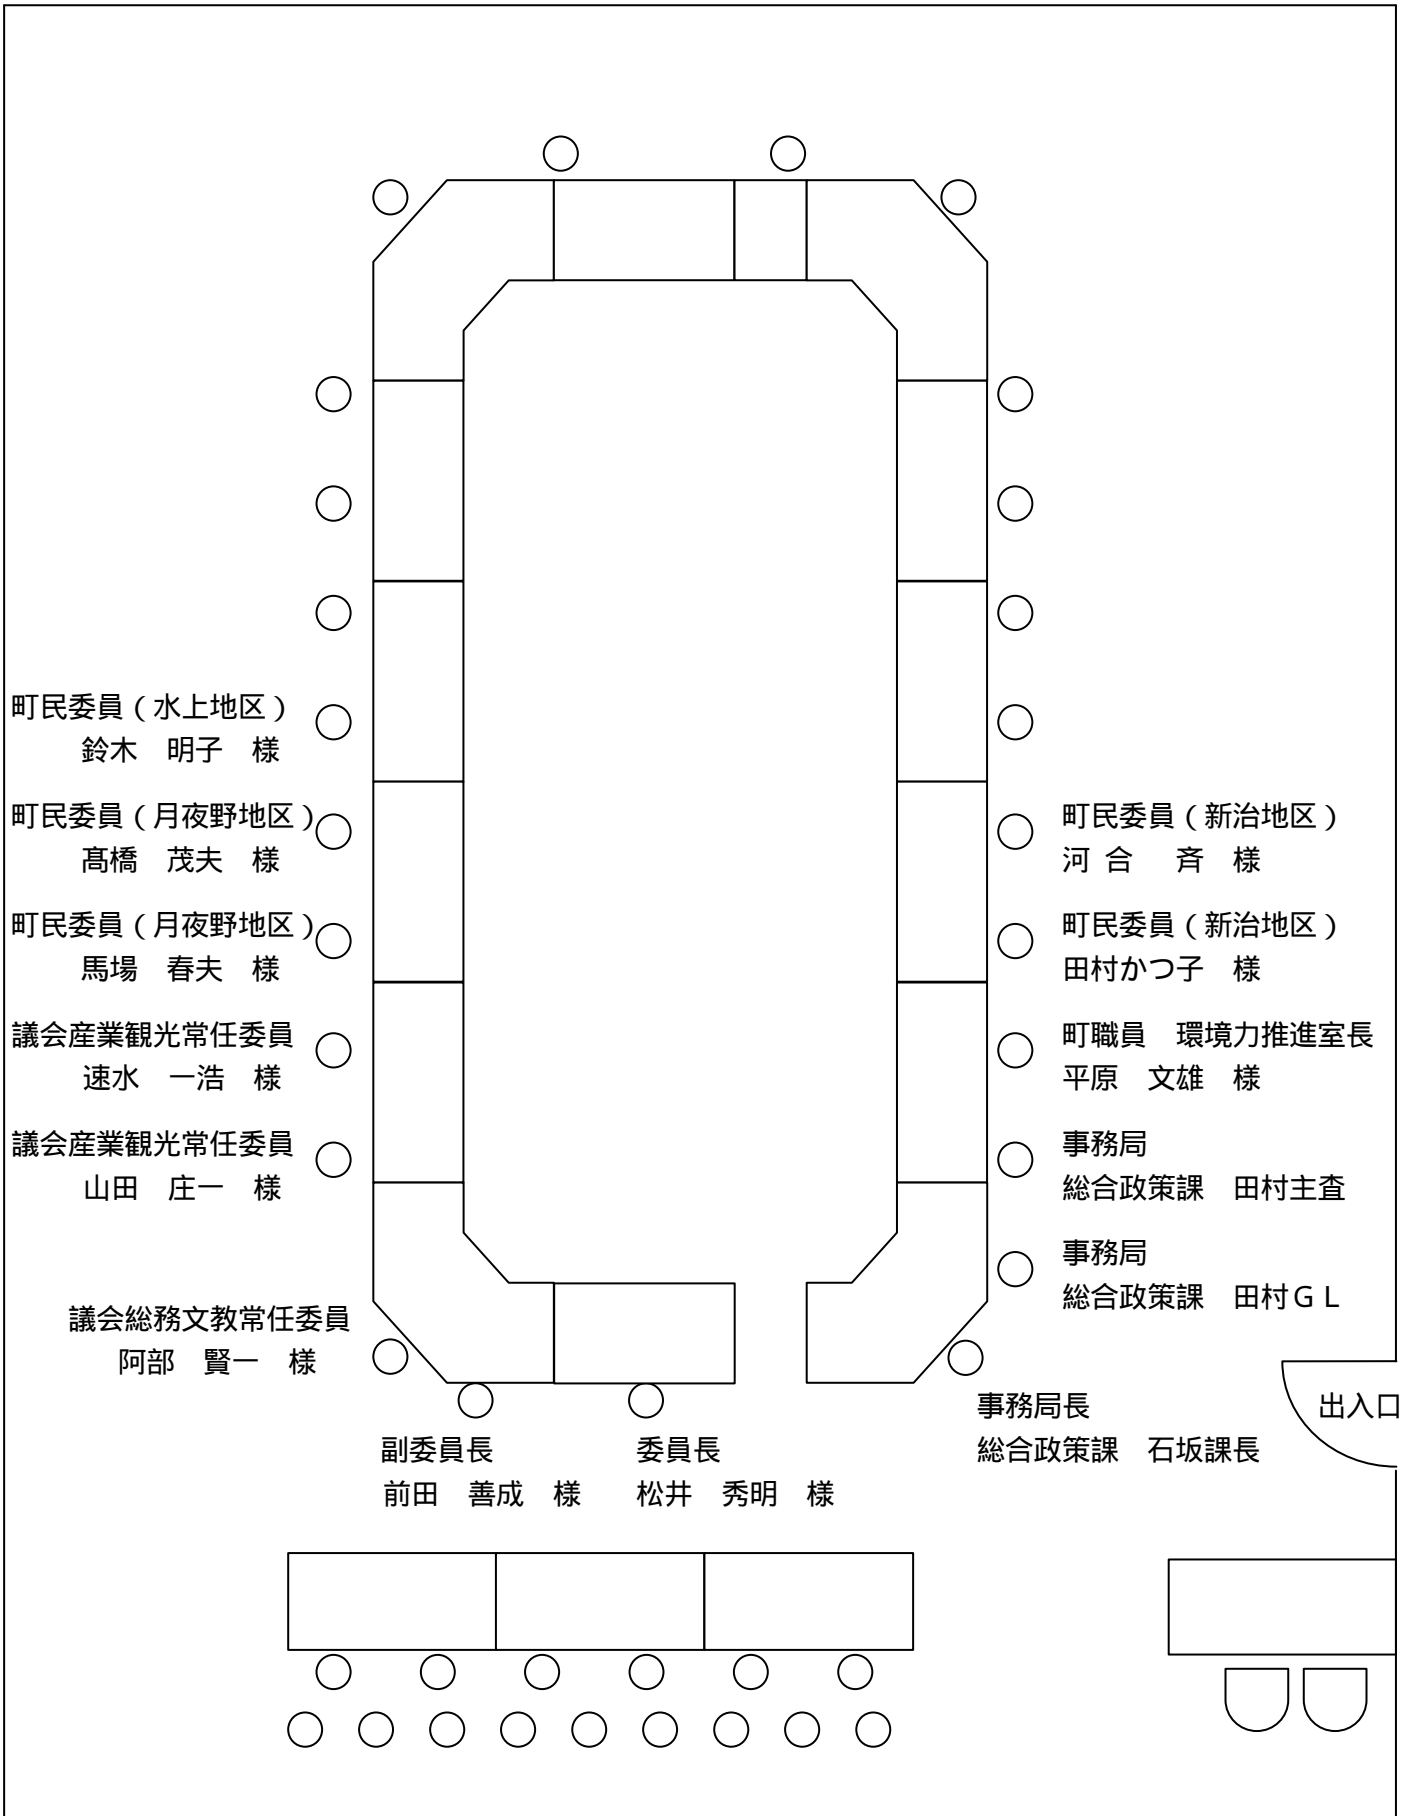 町民委員（水上地区）
鈴木　明子　様
町民委員（月夜野地区）
髙橋　茂夫　様
町民委員（月夜野地区）
馬場　春夫　様
議会産業観光常任委員
速水　一浩　様
議会産業観光常任委員
山田　庄一　様
議会総務文教常任委員
阿部　賢一　様
副委員長
前田　善成　様
委員長
松井　秀明　様
町民委員（新治地区）
河 合　 斉　様
町民委員（新治地区）
田村かつ子　様
町職員　環境力推進室長
平原　文雄　様
事務局
総合政策課　田村主査
事務局
総合政策課　田村ＧＬ
事務局長
総合政策課　石坂課長
出入口